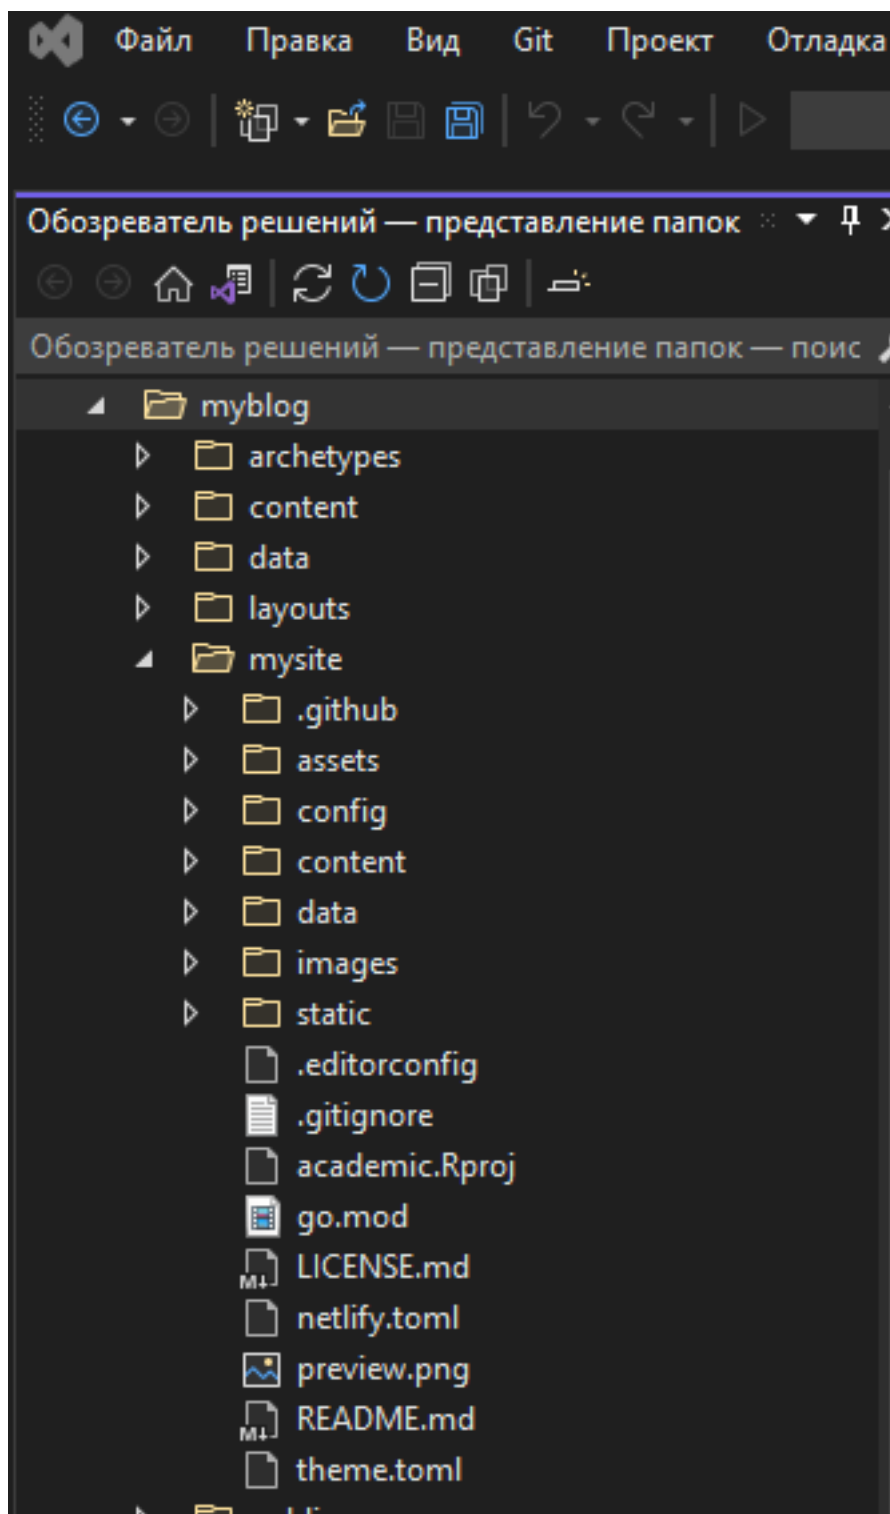 Файл Правка Вид Git Проект Отладка
Обозреватель решений — представление папок
Обозреватель решений — представление папок — поис
myblog
archetypes
content
data
layouts
mysite
.github
assets
config
content
data
images
static
.editorconfig
.gitignore
academic.Rproj
go.mod
LICENSE.md
netlify.toml
preview.png
README.md
theme.toml